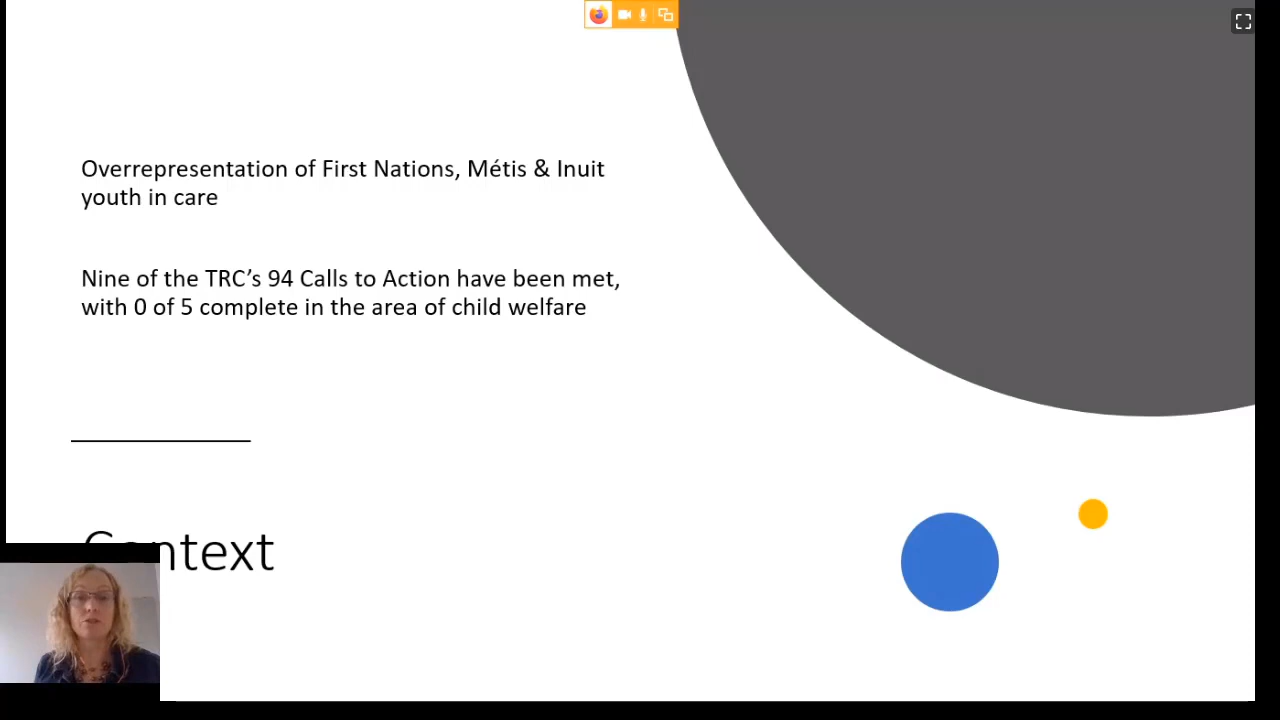 Overrepresentation of First Nations, Métis & Inuit
youth in care
Nine of the TRC’s 94 Calls to Action have been met,
with 0 of 5 complete in the area of child welfare
Context